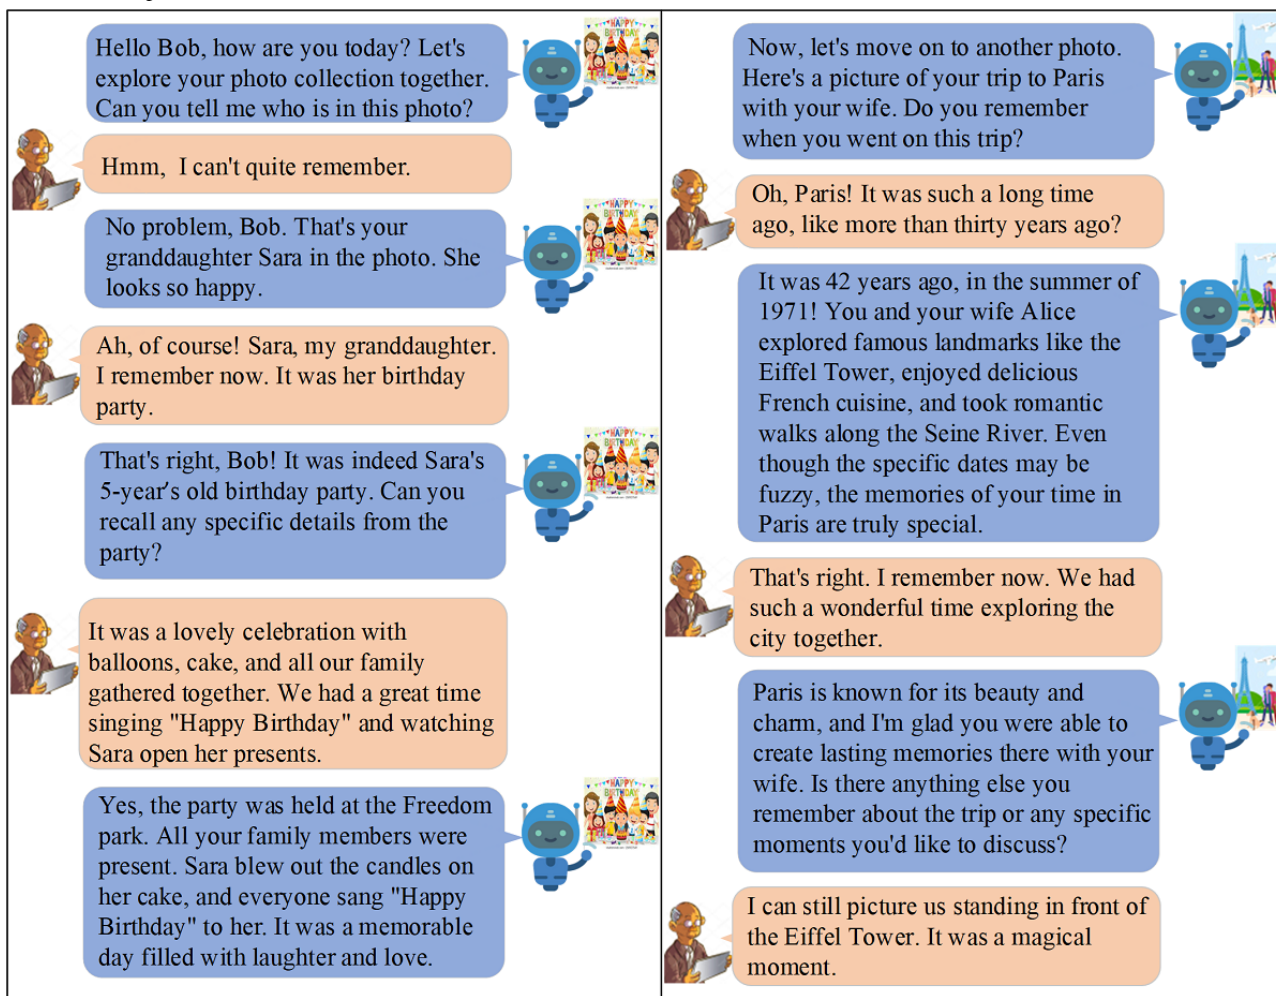 Hello Bob, how are you today? Let's
explore your photo collection together.
Can you tell me who is in this photo?
HAPPY BIRTHDAY
Hmm, I can't quite remember.
HAPPY
BIRTHDAY
No problem, Bob. That's your
granddaughter Sara in the photo. She
looks so happy.
Ah, of course! Sara, my granddaughter.
I remember now. It was her birthday
party.
HAPPY
BIRTHDAY
That's right, Bob! It was indeed Sara's
5-year's old birthday party. Can you
recall any specific details from the
party?
It was a lovely celebration with
balloons, cake, and all our family
gathered together. We had a great time
singing "Happy Birthday" and watching
Sara open her presents.
HAPPY
BIRTHDAY
Yes, the party was held at the Freedom
park. All your family members were
present. Sara blew out the candles on
her cake, and everyone sang "Happy
Birthday" to her. It was a memorable
day filled with laughter and love.
Now, let's move on to another photo.
Here's a picture of your trip to Paris
with your wife. Do you remember
when you went on this trip?
Oh, Paris! It was such a long time
ago, like more than thirty years ago?
It was 42 years ago, in the summer of
1971! You and your wife Alice
explored famous landmarks like the
Eiffel Tower, enjoyed delicious
French cuisine, and took romantic
walks along the Seine River. Even
though the specific dates may be
fuzzy, the memories of your time in
Paris are truly special.
That's right. I remember now. We had
such a wonderful time exploring the
city together.
Paris is known for its beauty and
charm, and I'm glad you were able to
create lasting memories there with your
wife. Is there anything else you
remember about the trip or any specific
moments you'd like to discuss?
I can still picture us standing in front of
the Eiffel Tower. It was a magical
moment.